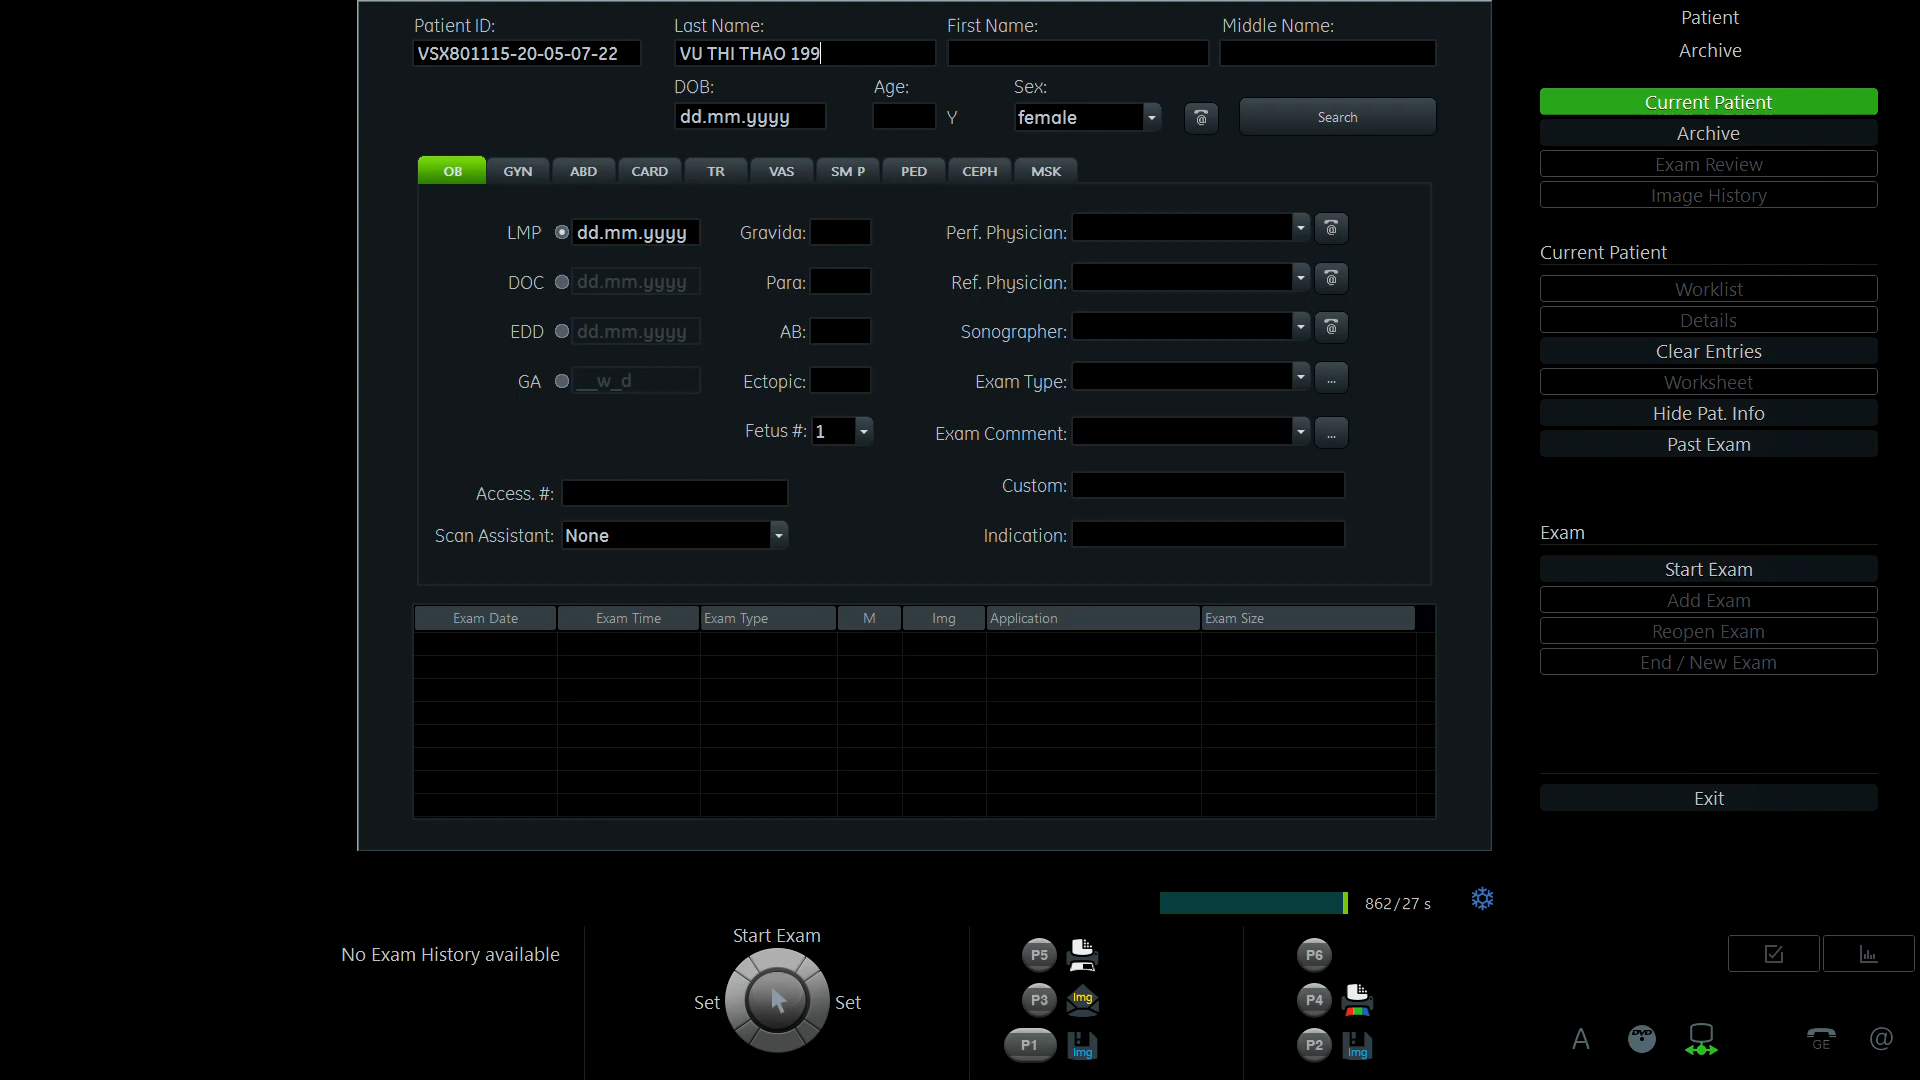 Patient ID: Last Name: First Name: Middle Name:
VSX801115-20-05-07-22 VU THI THAO 199
DOB: Age: Sex:
dd.mm.yyyy Y female @ Search
OB GYN ABD CARD TR VAS SM P PED CEPH MSK
LMP dd.mm.yyyy Gravida: Perf. Physician: @
DOC dd.mm.yyyy Para: Ref. Physician: @
EDD dd.mm.yyyy AB: Sonographer: @
GA __w_d Ectopic: Exam Type: ...
Fetus #: 1 Exam Comment: ...
Access. #: Custom:
Scan Assistant: None Indication:
Exam Date Exam Time Exam Type M Img Application Exam Size
Patient
Archive
Current Patient
Archive
Exam Review
Image History
Current Patient
Worklist
Details
Clear Entries
Worksheet
Hide Pat. Info
Past Exam
Exam
Start Exam
Add Exam
Reopen Exam
End / New Exam
Exit
862/27 s
No Exam History available
Start Exam
Set Set
P5
P3 Img
P1 Img
P6
P4
P2 Img
A DVD GE @